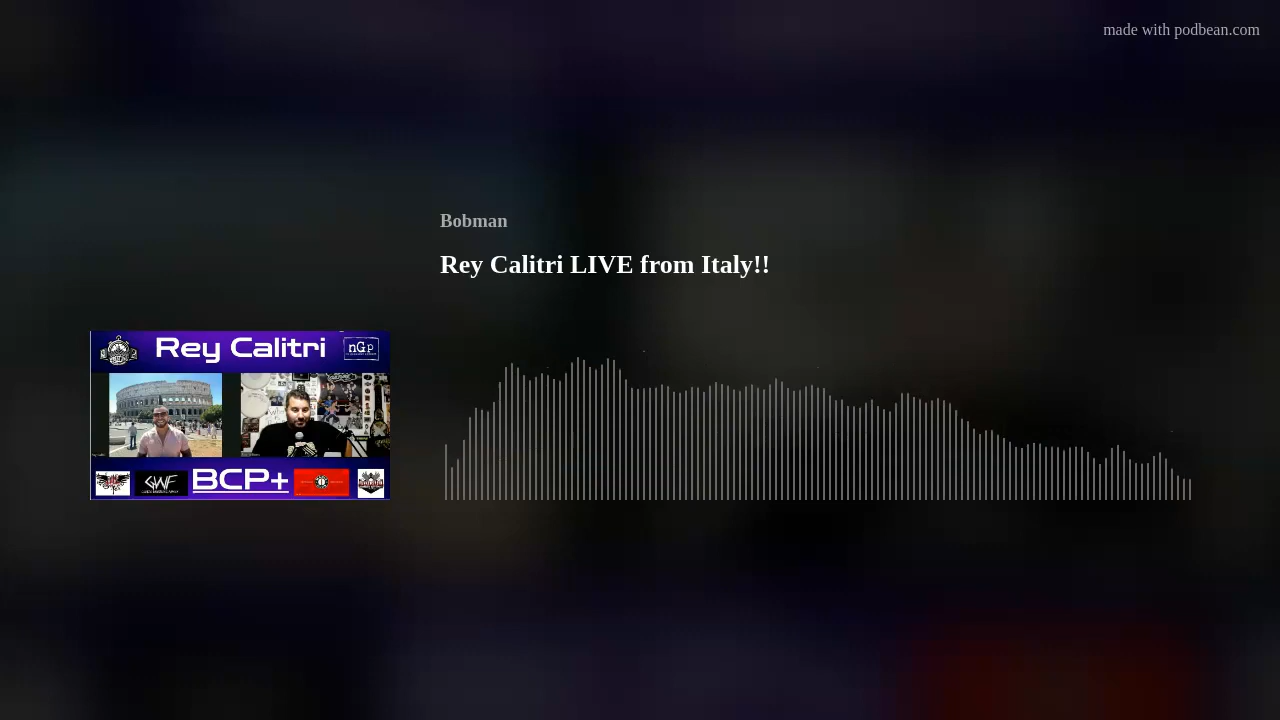 made with podbean.com
Bobman
Rey Calitri LIVE from Italy!!
Rey Calitri
nGp
GWF
BCP+